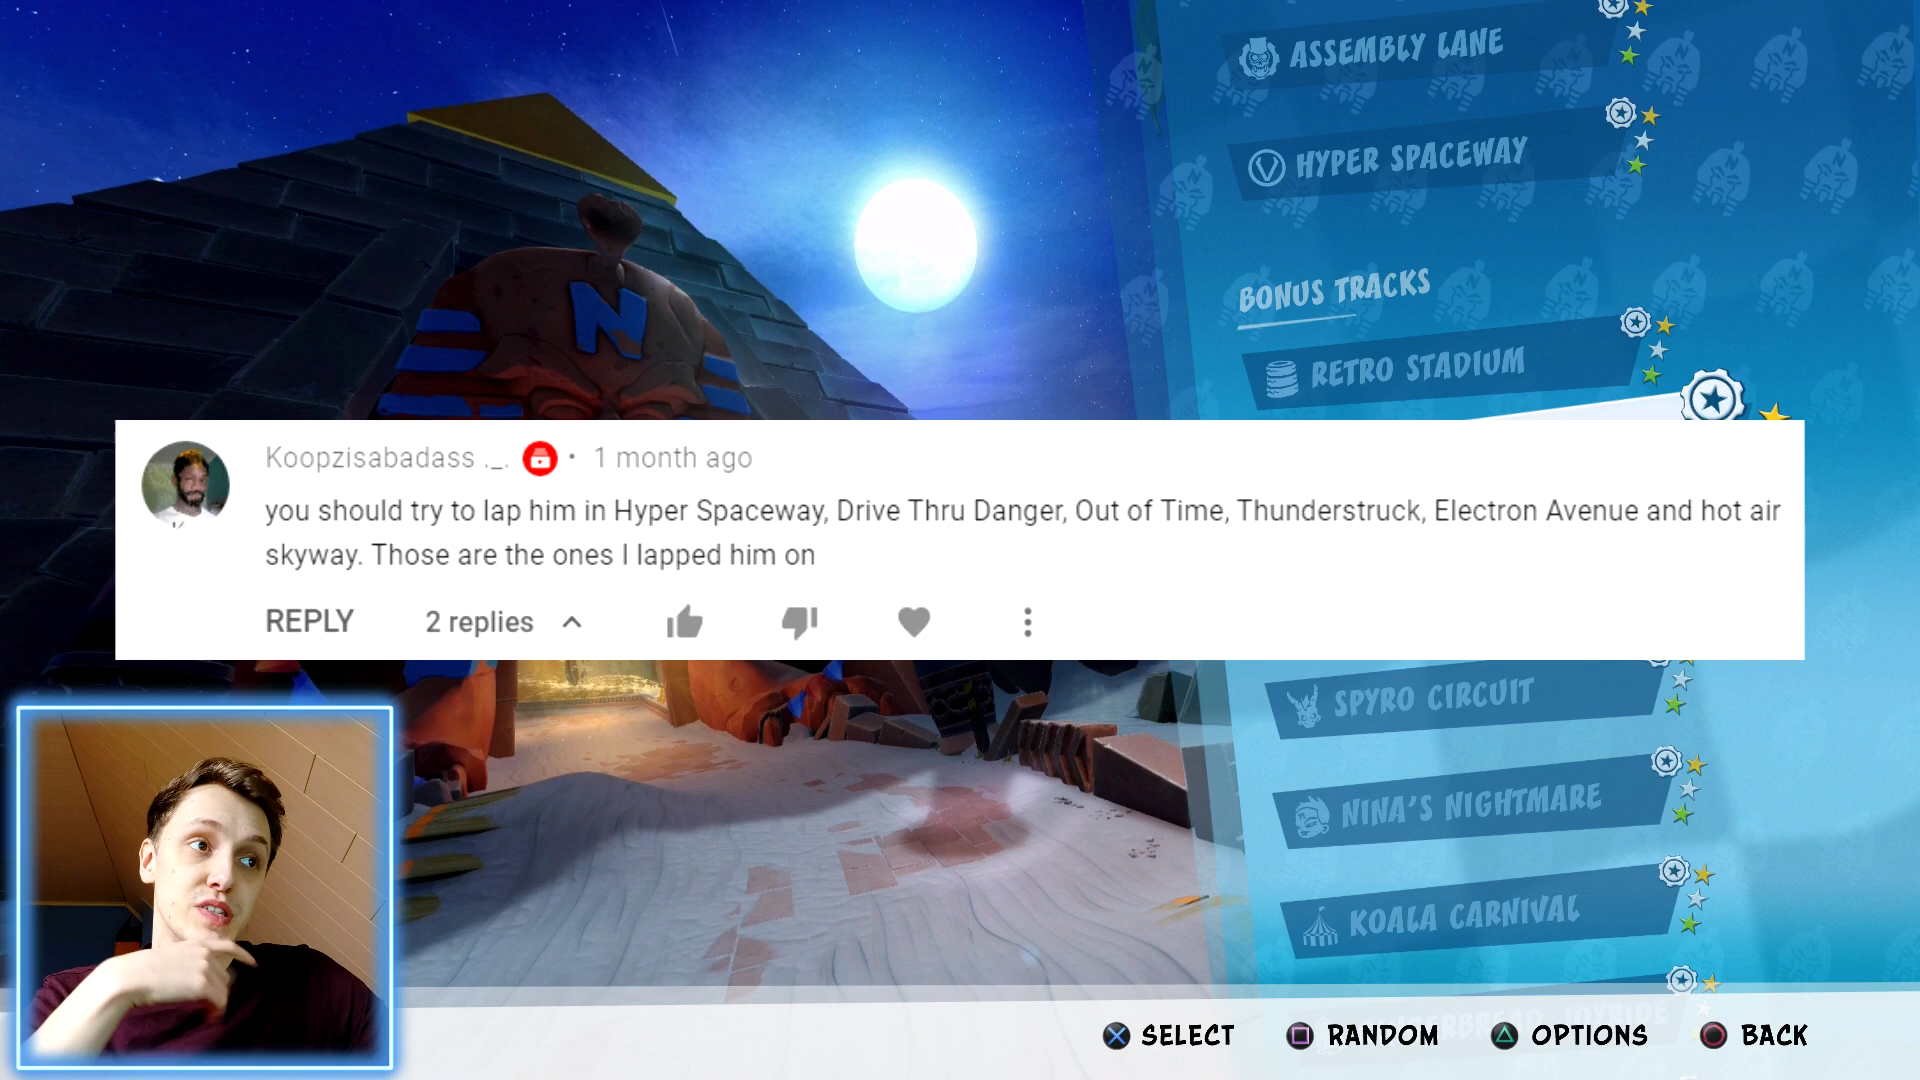 ASSEMBLY LANE
HYPER SPACEWAY
BONUS TRACKS
RETRO STADIUM
N
Koopzisabadass ._. • 1 month ago
you should try to lap him in Hyper Spaceway, Drive Thru Danger, Out of Time, Thunderstruck, Electron Avenue and hot air
skyway. Those are the ones I lapped him on
REPLY 2 replies
SPYRO CIRCUIT
NINA'S NIGHTMARE
KOALA CARNIVAL
GINGERBREAD JOYRIDE
SELECT RANDOM OPTIONS BACK